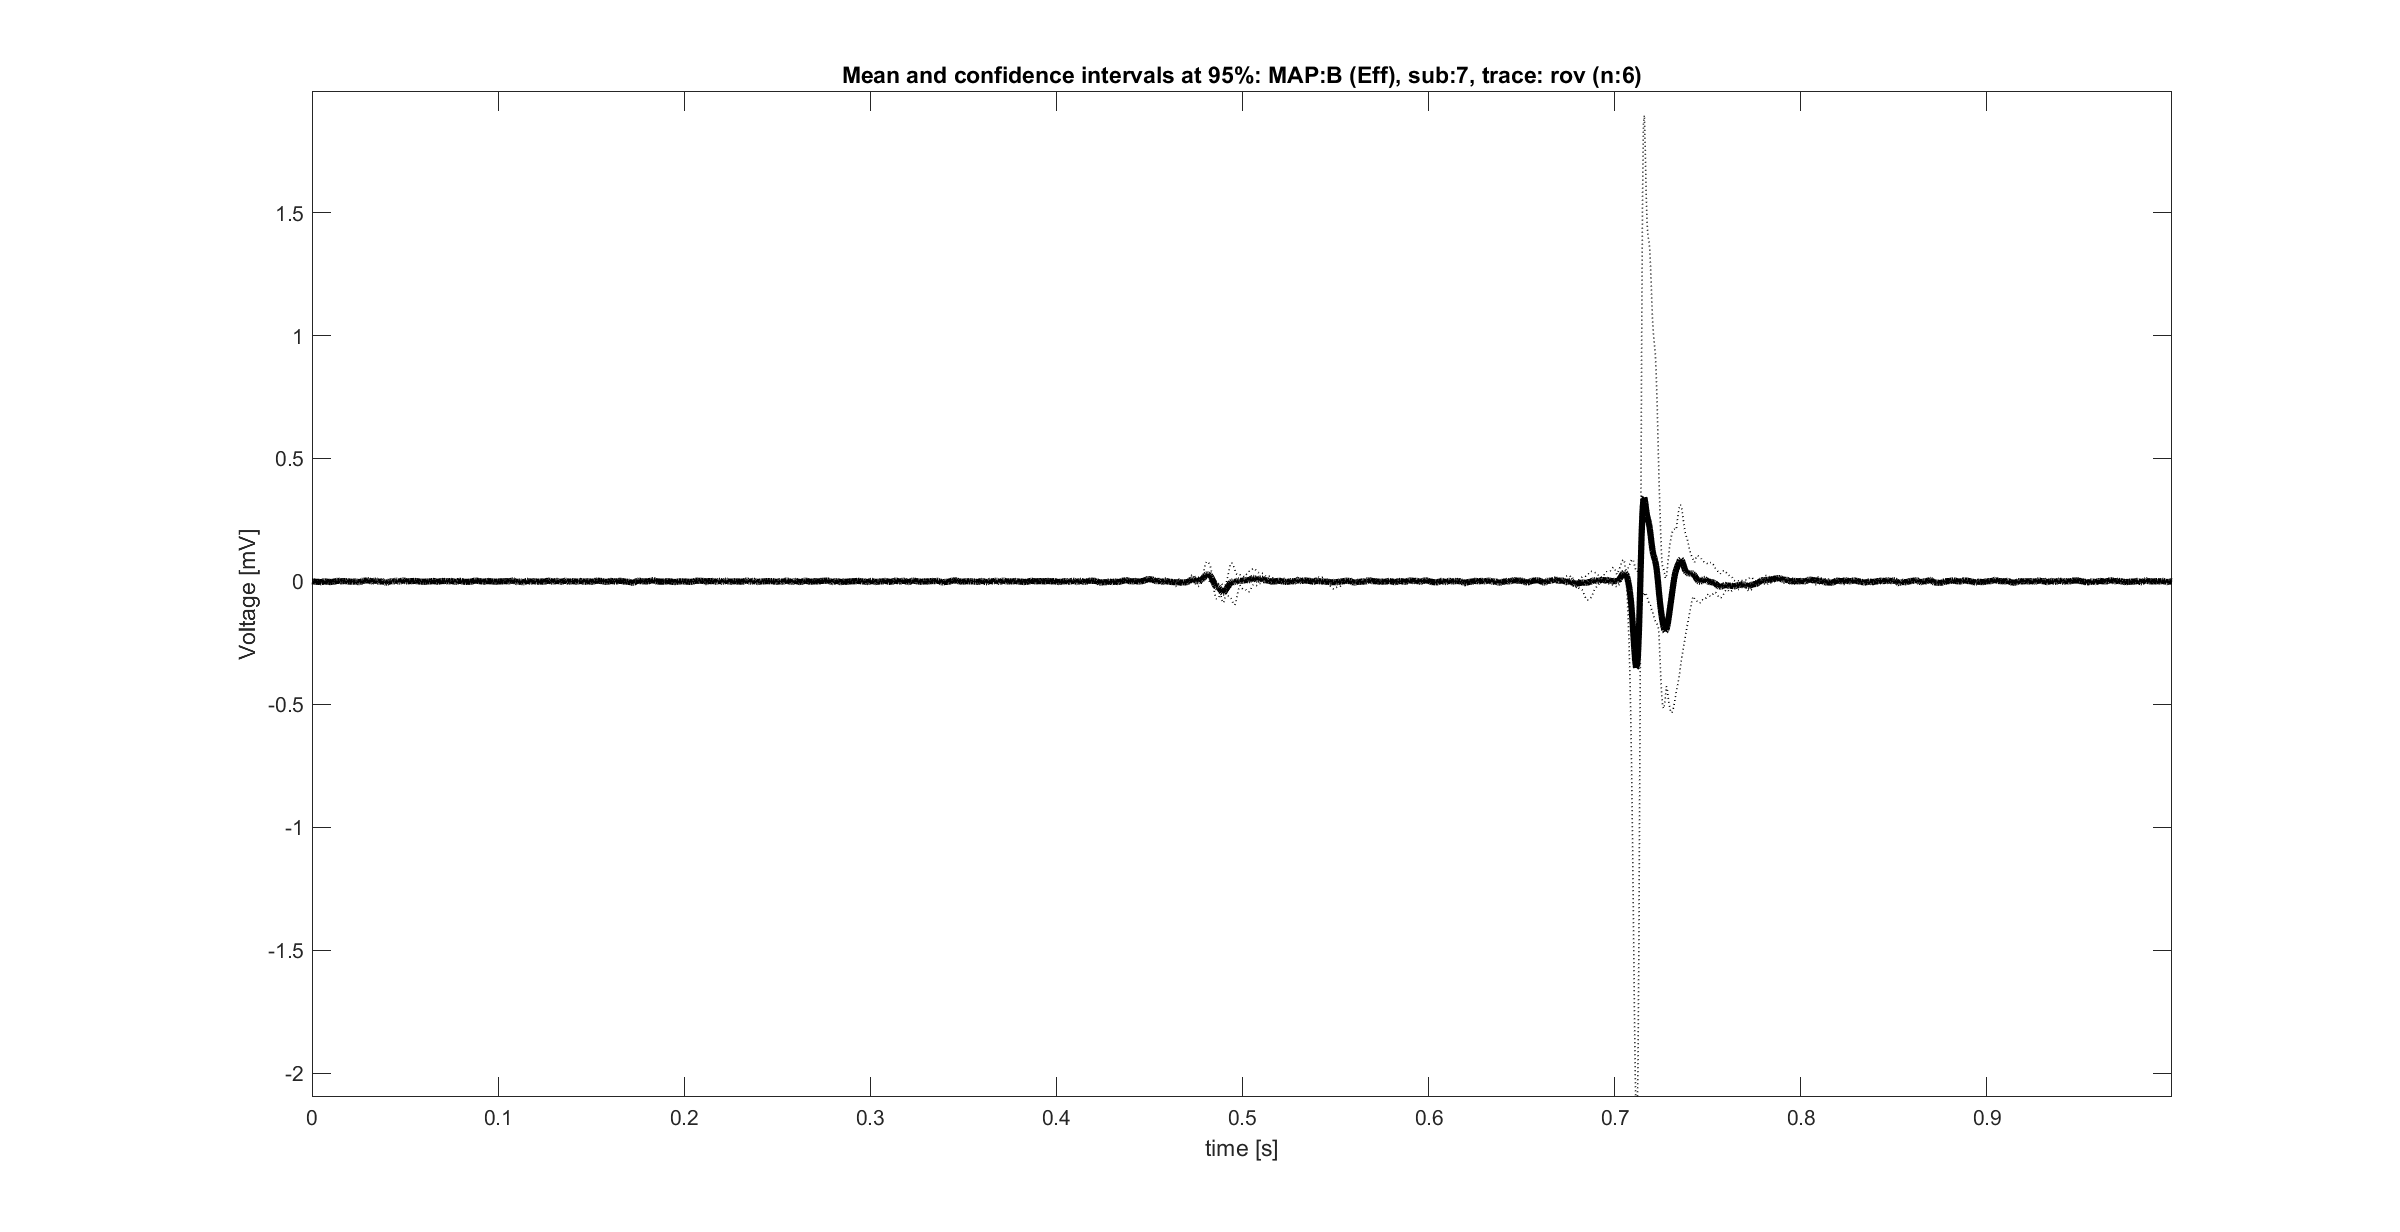 Mean and confidence intervals at 95%: MAP:B (Eff), sub:7, trace: rov (n:6)
1.5
1
0.5
0
-0.5
-1
-1.5
-2
Voltage [mV]
0 0.1 0.2 0.3 0.4 0.5 0.6 0.7 0.8 0.9
time [s]